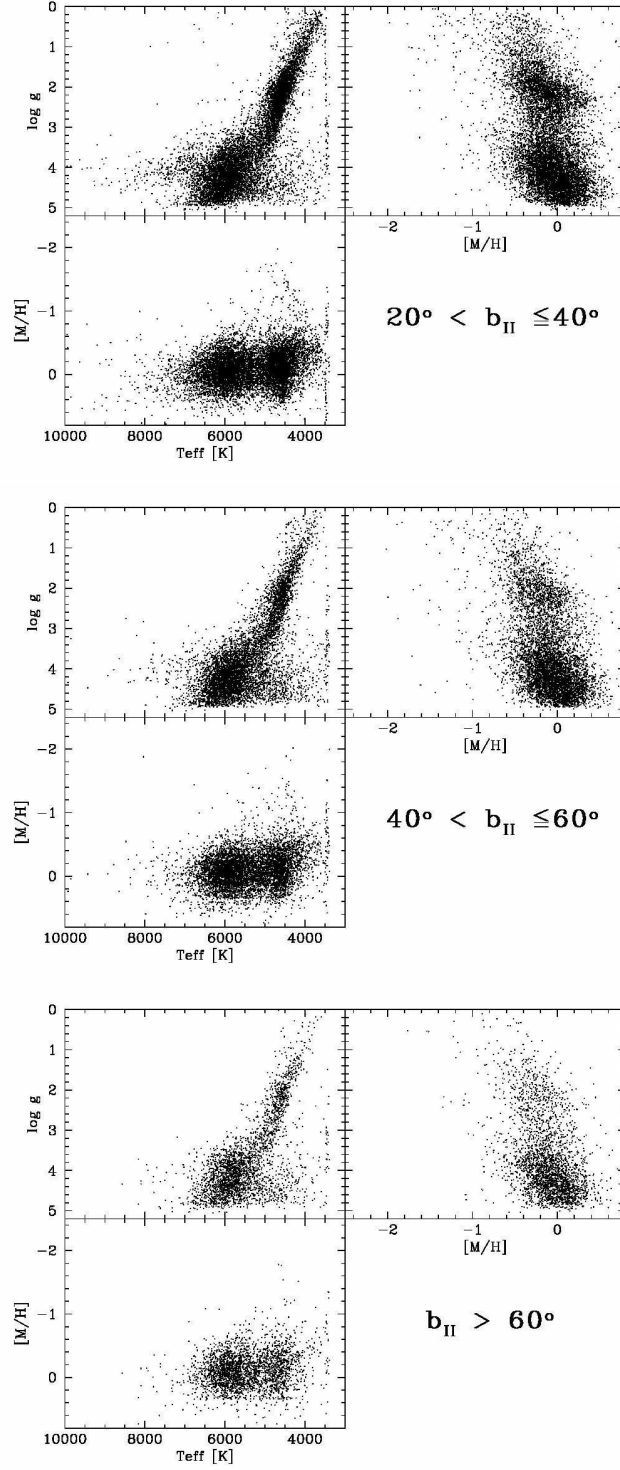 0
1
2
3
4
5
log g
−2 −1 0
[M/H]
−2
−1
0
[M/H]
10000 8000 6000 4000
Teff [K]
20° < b_II ≦40°
0
1
2
3
4
5
log g
−2 −1 0
[M/H]
−2
−1
0
[M/H]
10000 8000 6000 4000
Teff [K]
40° < b_II ≦60°
0
1
2
3
4
5
log g
−2 −1 0
[M/H]
−2
−1
0
[M/H]
10000 8000 6000 4000
Teff [K]
b_II > 60°